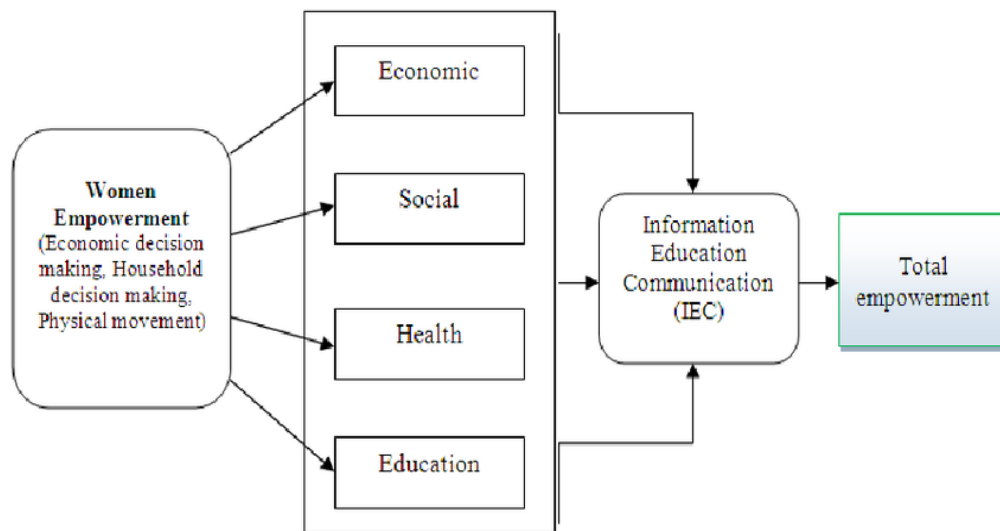 Women
Empowerment
(Economic decision
making, Household
decision making,
Physical movement)
Economic
Social
Health
Education
Information
Education
Communication
(IEC)
Total
empowerment